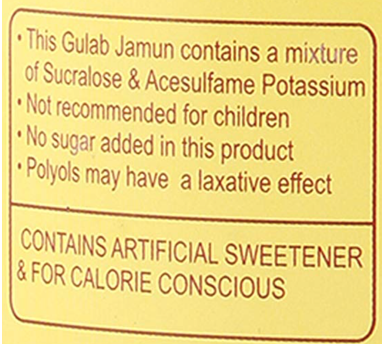 • This Gulab Jamun contains a mixture
of Sucralose & Acesulfame Potassium
• Not recommended for children
• No sugar added in this product
• Polyols may have a laxative effect
CONTAINS ARTIFICIAL SWEETENER
& FOR CALORIE CONSCIOUS